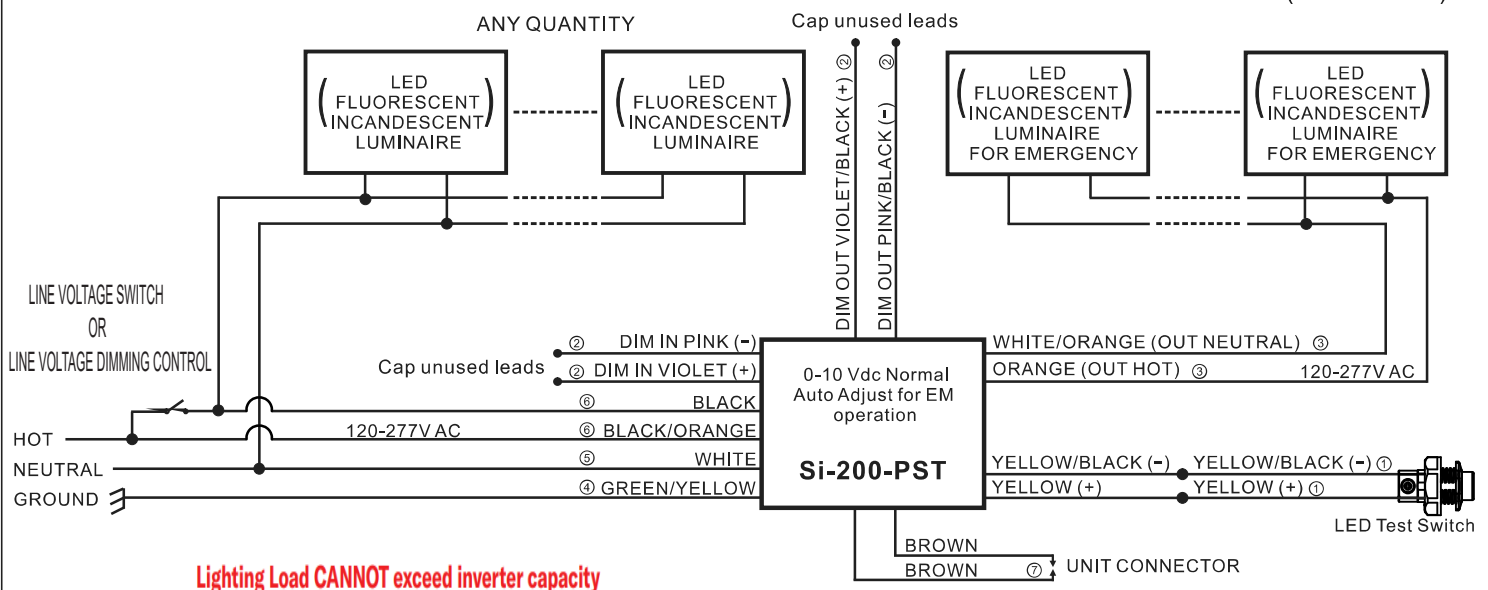 ANY QUANTITY
Cap unused leads
LED
FLUORESCENT
INCANDESCENT
LUMINAIRE
LED
FLUORESCENT
INCANDESCENT
LUMINAIRE
DIM OUT VIOLET/BLACK (+) ②
DIM OUT PINK/BLACK (-) ②
LED
FLUORESCENT
INCANDESCENT
LUMINAIRE
FOR EMERGENCY
LED
FLUORESCENT
INCANDESCENT
LUMINAIRE
FOR EMERGENCY
LINE VOLTAGE SWITCH
OR
LINE VOLTAGE DIMMING CONTROL
Cap unused leads
② DIM IN PINK (-)
② DIM IN VIOLET (+)
⑥ BLACK
HOT 120-277V AC ⑥ BLACK/ORANGE
NEUTRAL ⑤ WHITE
GROUND ④ GREEN/YELLOW
0-10 Vdc Normal
Auto Adjust for EM
operation
Si-200-PST
WHITE/ORANGE (OUT NEUTRAL) ③
ORANGE (OUT HOT) ③ 120-277V AC
YELLOW/BLACK (-) YELLOW/BLACK (-) ①
YELLOW (+) YELLOW (+) ①
LED Test Switch
BROWN
BROWN ⑦ UNIT CONNECTOR
Lighting Load CANNOT exceed inverter capacity